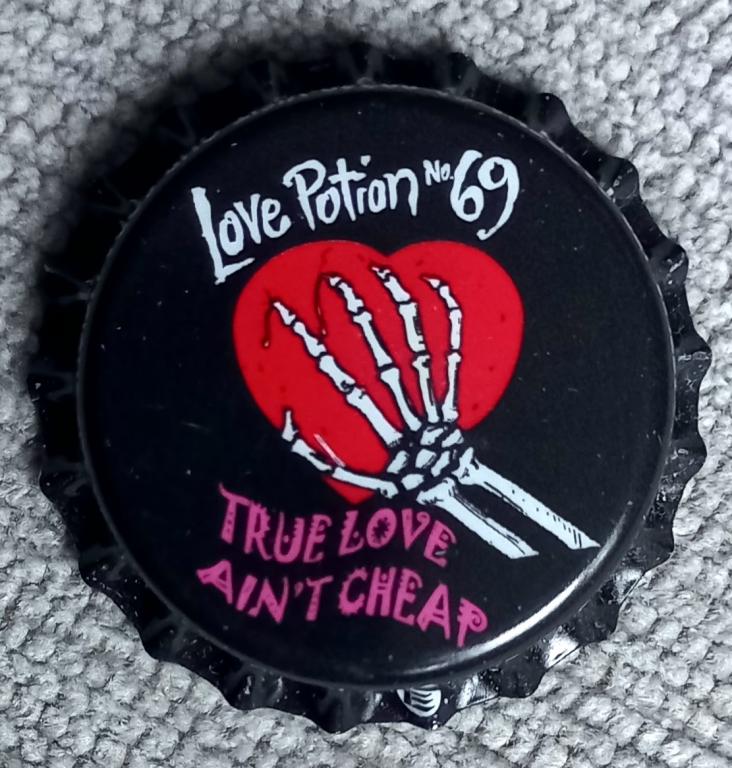 Love Potion No. 69
TRUE LOVE
AIN'T CHEAP